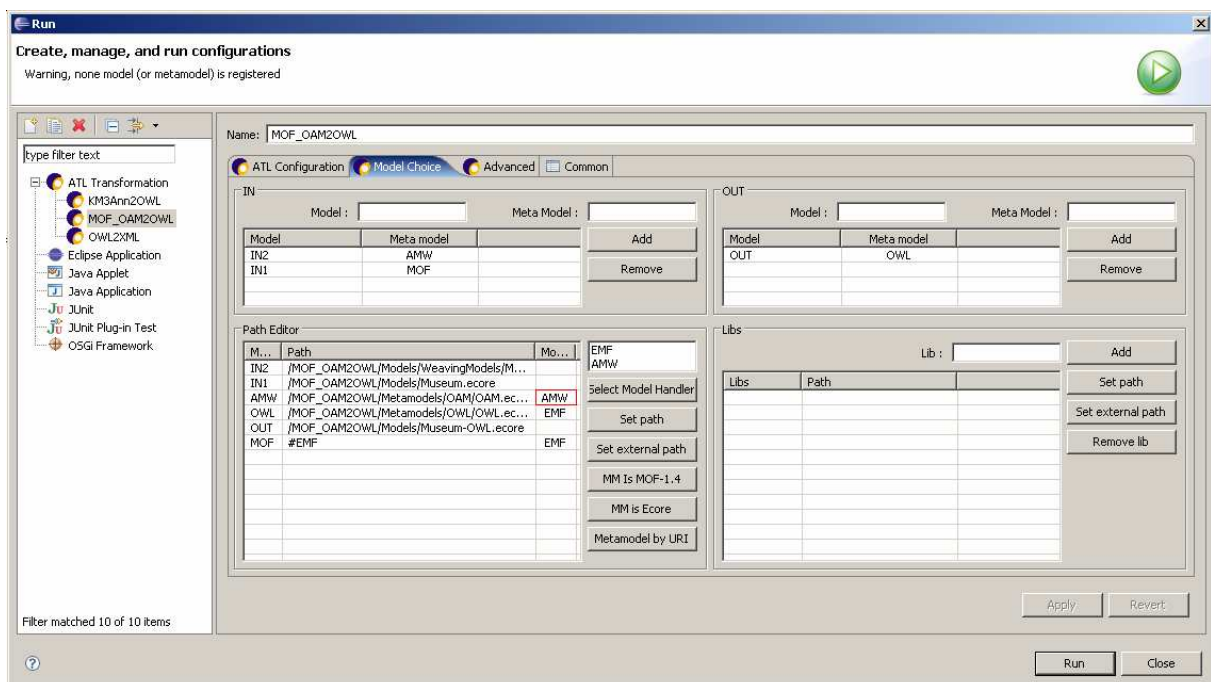 Run
Create, manage, and run configurations
Warning, none model (or metamodel) is registered
type filter text
ATL Transformation
KM3Ann2OWL
MOF_OAM2OWL
OWL2XML
Eclipse Application
Java Applet
Java Application
JUnit
JUnit Plug-in Test
OSGi Framework
Filter matched 10 of 10 items
Name: MOF_OAM2OWL
ATL Configuration Model Choice Advanced Common
IN
Model : Meta Model :
Model Meta model Add
IN2 AMW
IN1 MOF Remove
OUT
Model : Meta Model :
Model Meta model Add
OUT OWL
Remove
Path Editor
M... Path Mo...
IN2 /MOF_OAM2OWL/Models/WeavingModels/M...
IN1 /MOF_OAM2OWL/Models/Museum.ecore
AMW /MOF_OAM2OWL/Metamodels/OAM/OAM.ec... AMW
OWL /MOF_OAM2OWL/Metamodels/OWL/OWL.ec... EMF
OUT /MOF_OAM2OWL/Models/Museum-OWL.ecore
MOF #EMF EMF
EMF
AMW
Select Model Handler
Set path
Set external path
MM Is MOF-1.4
MM is Ecore
Metamodel by URI
Libs
Lib : Add
Libs Path Set path
Set external path
Remove lib
Apply Revert
Run Close